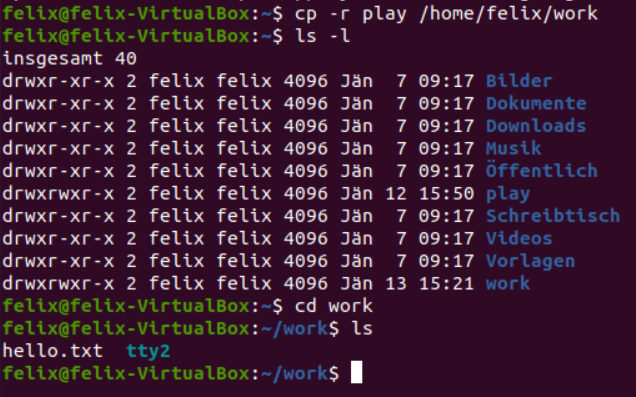 felix@felix-VirtualBox:~$ cp -r play /home/felix/work
felix@felix-VirtualBox:~$ ls -l
insgesamt 40
drwxr-xr-x 2 felix felix 4096 Jän  7 09:17 Bilder
drwxr-xr-x 2 felix felix 4096 Jän  7 09:17 Dokumente
drwxr-xr-x 2 felix felix 4096 Jän  7 09:17 Downloads
drwxr-xr-x 2 felix felix 4096 Jän  7 09:17 Musik
drwxr-xr-x 2 felix felix 4096 Jän  7 09:17 Öffentlich
drwxrwxr-x 2 felix felix 4096 Jän 12 15:50 play
drwxr-xr-x 2 felix felix 4096 Jän  7 09:17 Schreibtisch
drwxr-xr-x 2 felix felix 4096 Jän  7 09:17 Videos
drwxr-xr-x 2 felix felix 4096 Jän  7 09:17 Vorlagen
drwxrwxr-x 2 felix felix 4096 Jän 13 15:21 work
felix@felix-VirtualBox:~$ cd work
felix@felix-VirtualBox:~/work$ ls
hello.txt  tty2
felix@felix-VirtualBox:~/work$